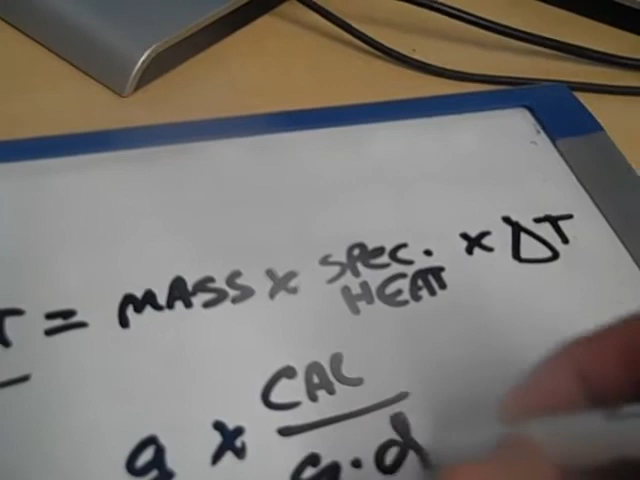 T = MASS x SPEC. HEAT x ΔT
g x CAL
G. d